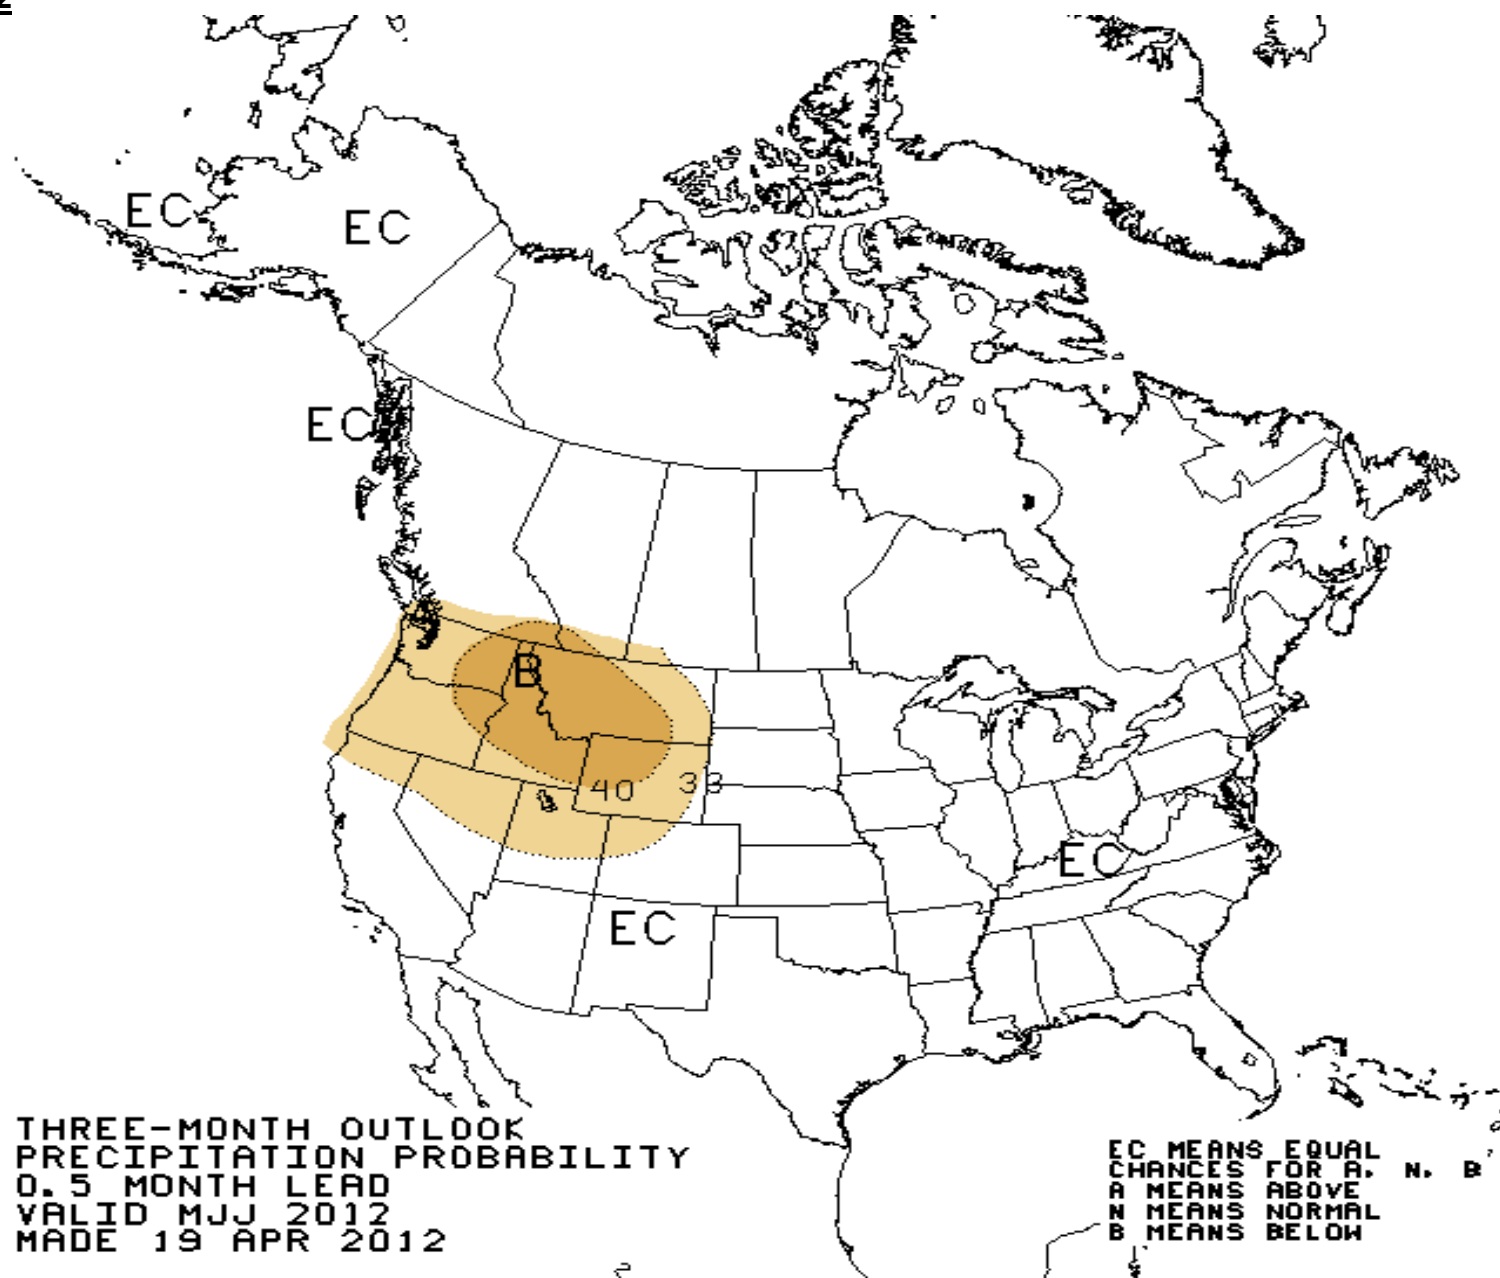 EC
EC
EC
B
40
33
EC
EC
THREE-MONTH OUTLOOK
PRECIPITATION PROBABILITY
0.5 MONTH LEAD
VALID MJJ 2012
MADE 19 APR 2012
EC MEANS EQUAL
CHANCES FOR A, N, B
A MEANS ABOVE
N MEANS NORMAL
B MEANS BELOW